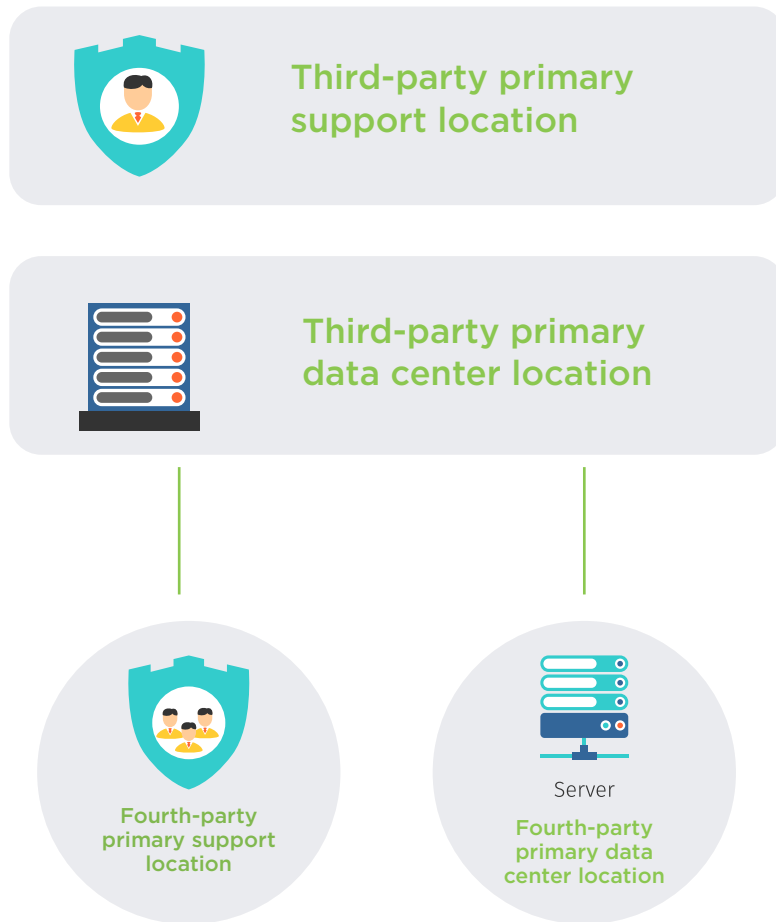 Third-party primary
support location
Third-party primary
data center location
Fourth-party
primary support
location
Server
Fourth-party
primary data
center location